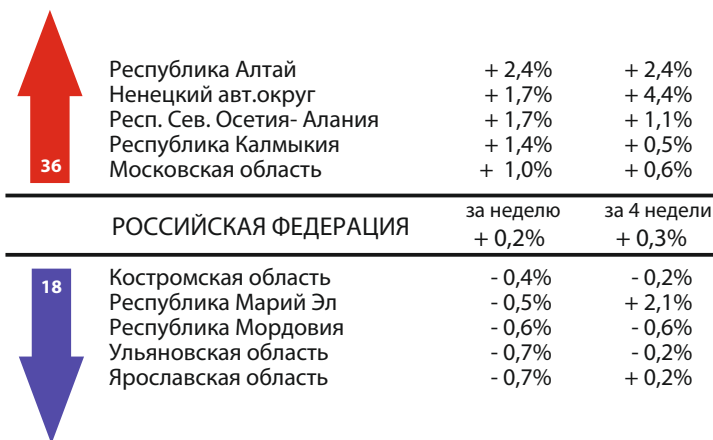 Республика Алтай + 2,4% + 2,4%
Ненецкий авт.округ + 1,7% + 4,4%
Респ. Сев. Осетия- Алания + 1,7% + 1,1%
Республика Калмыкия + 1,4% + 0,5%
36 Московская область + 1,0% + 0,6%
за неделю за 4 недели
РОССИЙСКАЯ ФЕДЕРАЦИЯ + 0,2% + 0,3%
18 Костромская область - 0,4% - 0,2%
Республика Марий Эл - 0,5% + 2,1%
Республика Мордовия - 0,6% - 0,6%
Ульяновская область - 0,7% - 0,2%
Ярославская область - 0,7% + 0,2%